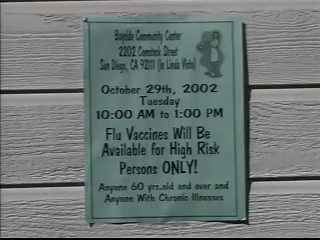 Bayside Community Center
2202 Comstock Street
San Diego, CA 92111 (In Linda Vista)
October 29th, 2002
Tuesday
10:00 AM to 1:00 PM
Flu Vaccines Will Be
Available for High Risk
Persons ONLY!
Anyone 60 yrs.old and over and
Anyone With Chronic Illnesses